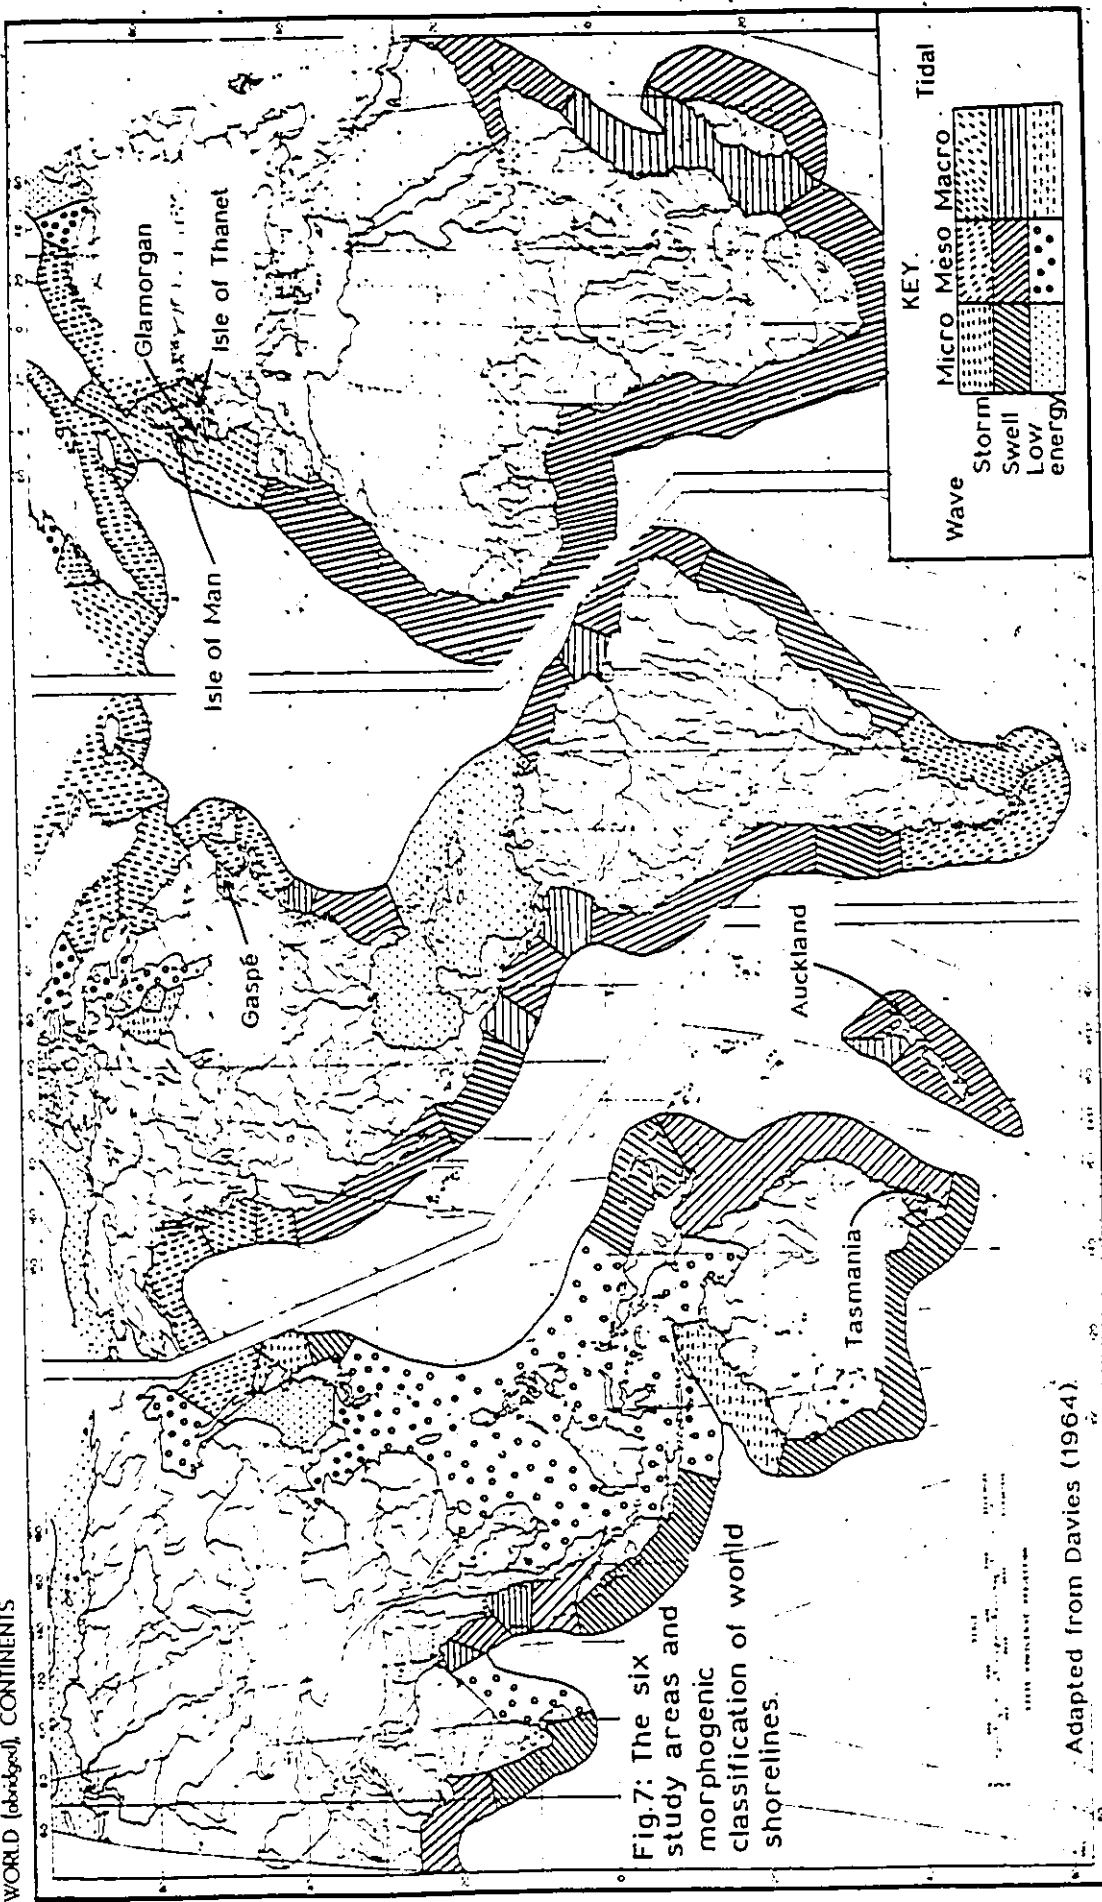 WORLD (abridged), CONTINENTS
Glamorgan
Isle of Thanet
Isle of Man
Gaspé
Auckland
Tasmania
KEY
Tidal
Micro Meso Macro
Wave
Storm
Swell
Low
energy
Fig.7: The six
study areas and
morphogenic
classification of world
shorelines.
Adapted from Davies (1964)